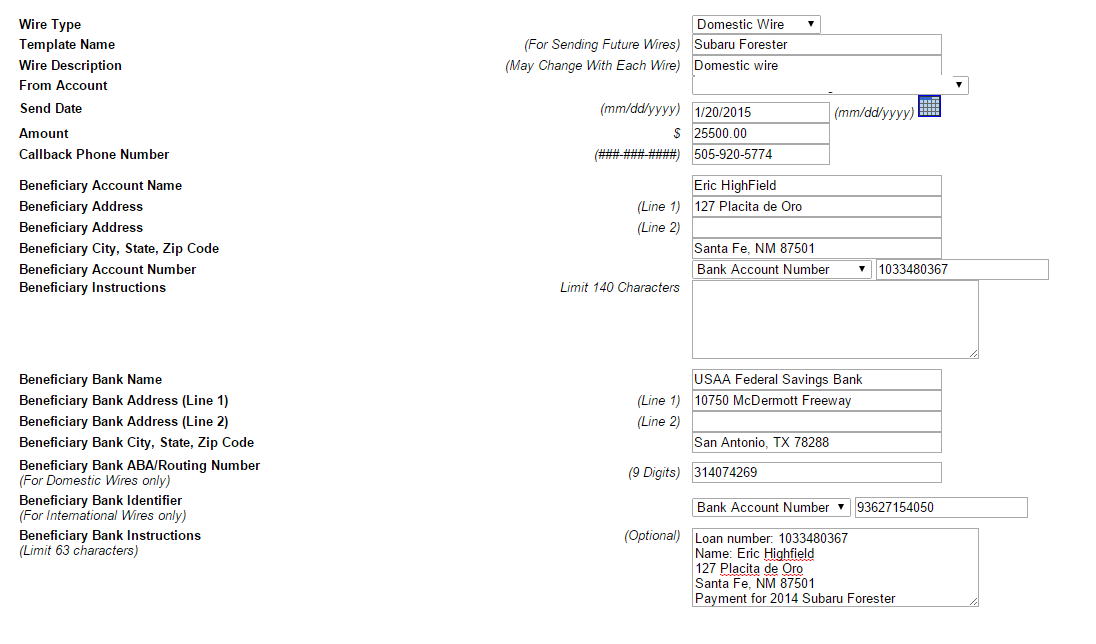 Wire Type Domestic Wire
Template Name (For Sending Future Wires) Subaru Forester
Wire Description (May Change With Each Wire) Domestic wire
From Account
Send Date (mm/dd/yyyy) 1/20/2015 (mm/dd/yyyy)
Amount $ 25500.00
Callback Phone Number (###-###-####) 505-920-5774
Beneficiary Account Name Eric HighField
Beneficiary Address (Line 1) 127 Placita de Oro
Beneficiary Address (Line 2)
Beneficiary City, State, Zip Code Santa Fe, NM 87501
Beneficiary Account Number Bank Account Number 1033480367
Beneficiary Instructions Limit 140 Characters
Beneficiary Bank Name USAA Federal Savings Bank
Beneficiary Bank Address (Line 1) (Line 1) 10750 McDermott Freeway
Beneficiary Bank Address (Line 2) (Line 2)
Beneficiary Bank City, State, Zip Code San Antonio, TX 78288
Beneficiary Bank ABA/Routing Number (9 Digits) 314074269
(For Domestic Wires only)
Beneficiary Bank Identifier Bank Account Number 93627154050
(For International Wires only)
Beneficiary Bank Instructions (Optional) Loan number: 1033480367
(Limit 63 characters) Name: Eric Highfield
127 Placita de Oro
Santa Fe, NM 87501
Payment for 2014 Subaru Forester